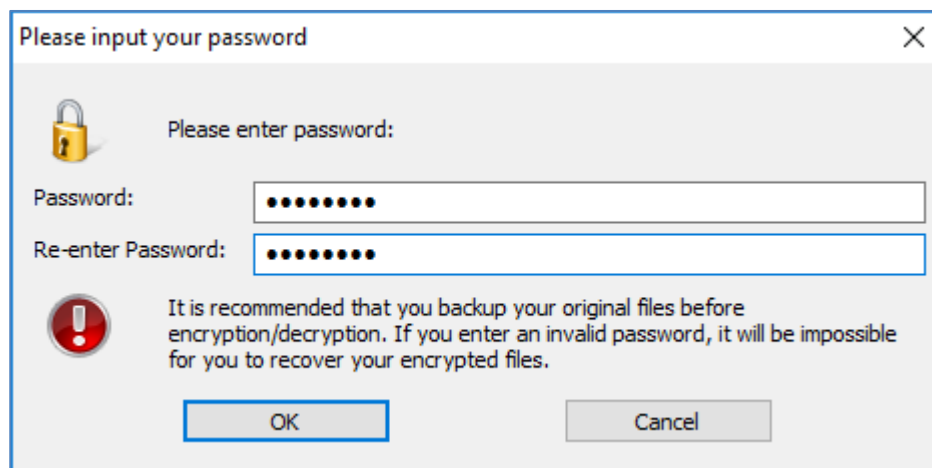 Please input your password
Please enter password:
Password: ••••••••
Re-enter Password: ••••••••
It is recommended that you backup your original files before
encryption/decryption. If you enter an invalid password, it will be impossible
for you to recover your encrypted files.
OK Cancel